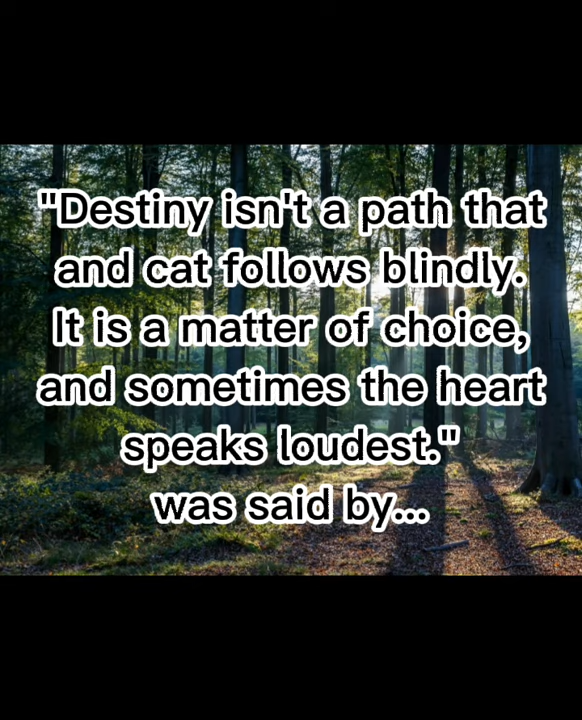 "Destiny isn't a path that
and cat follows blindly.
It is a matter of choice,
and sometimes the heart
speaks loudest."
was said by...